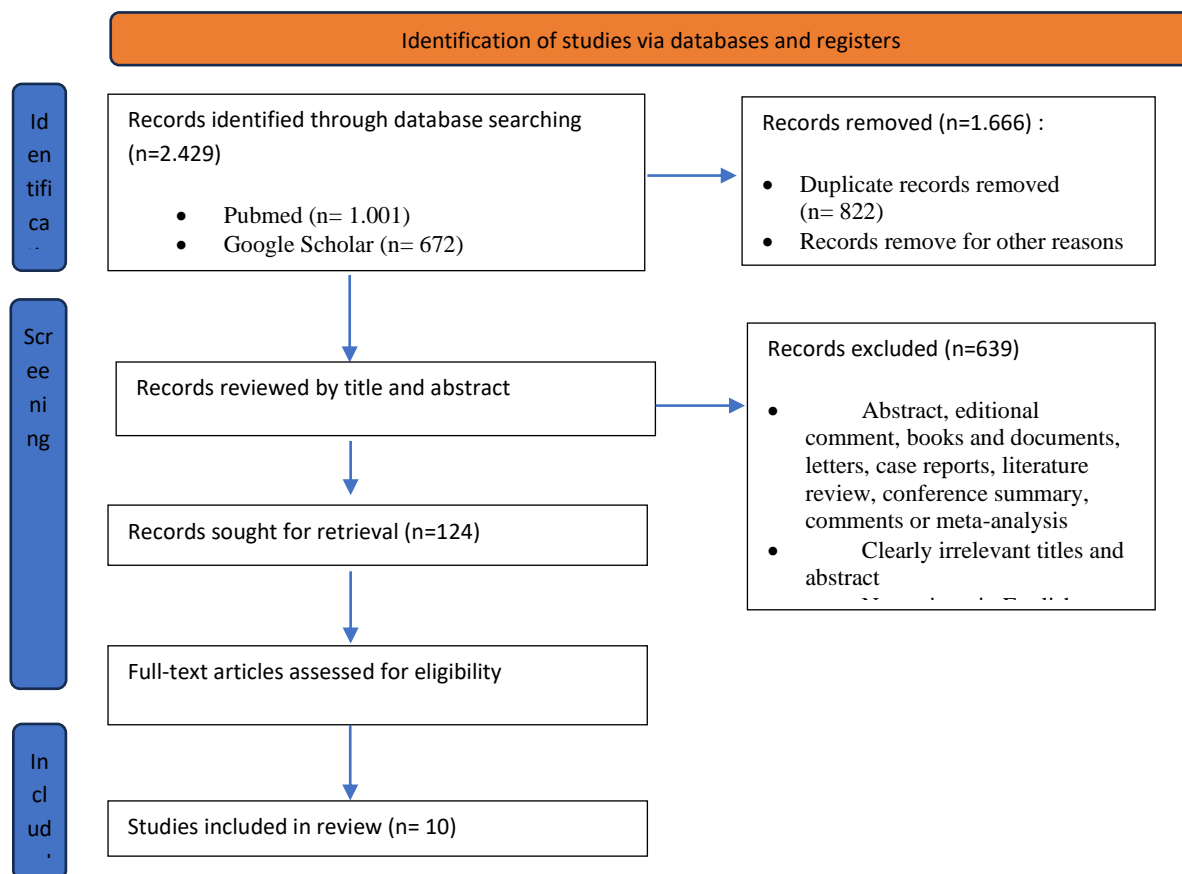 Identification of studies via databases and registers
Id
en
tifi
ca
Records identified through database searching
(n=2.429)
• Pubmed (n= 1.001)
• Google Scholar (n= 672)
Records removed (n=1.666) :
• Duplicate records removed
(n= 822)
• Records remove for other reasons
Scr
ee
ni
ng
Records reviewed by title and abstract
Records excluded (n=639)
• Abstract, editional
comment, books and documents,
letters, case reports, literature
review, conference summary,
comments or meta-analysis
• Clearly irrelevant titles and
abstract
Records sought for retrieval (n=124)
Full-text articles assessed for eligibility
In
cl
ud
Studies included in review (n= 10)